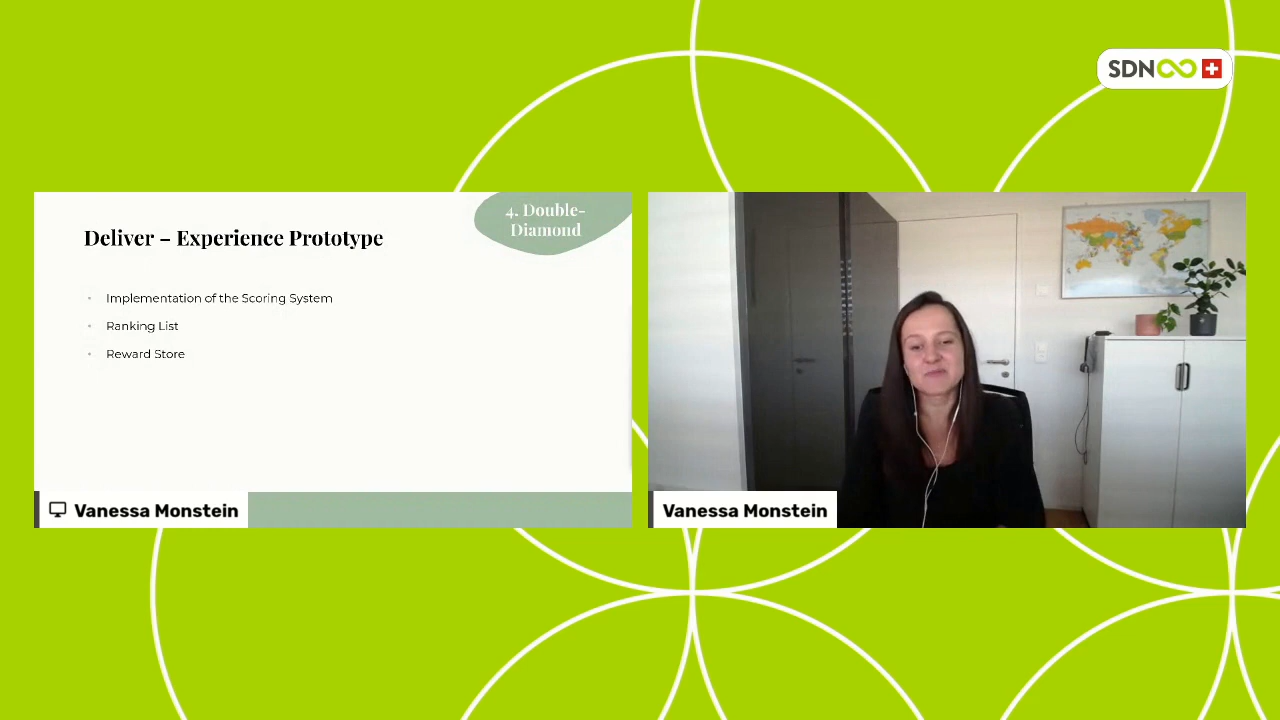 SDN
4. Double-
Diamond
Deliver – Experience Prototype
• Implementation of the Scoring System
• Ranking List
• Reward Store
Vanessa Monstein
Vanessa Monstein